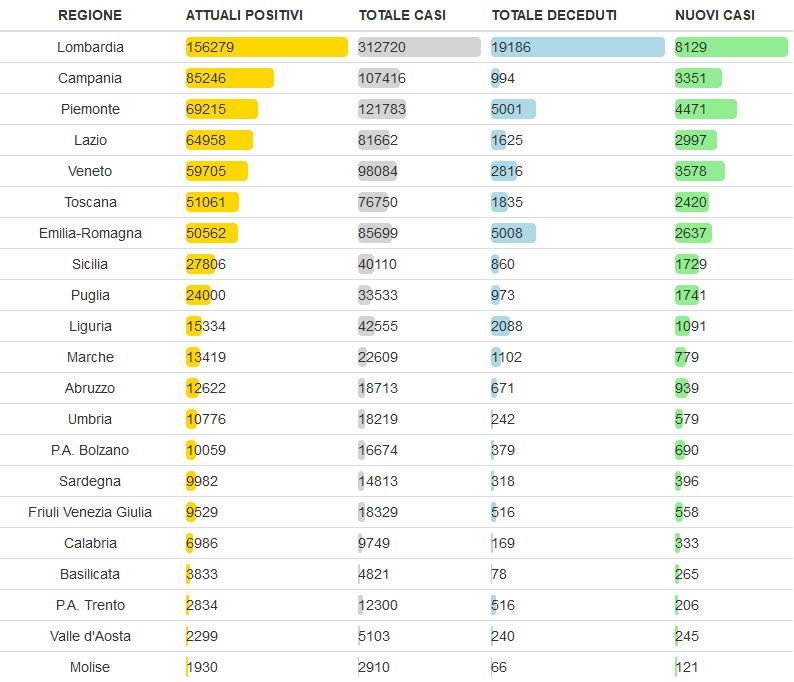 REGIONE ATTUALI POSITIVI TOTALE CASI TOTALE DECEDUTI NUOVI CASI
Lombardia 156279 312720 19186 8129
Campania 85246 107416 994 3351
Piemonte 69215 121783 5001 4471
Lazio 64958 81662 1625 2997
Veneto 59705 98084 2816 3578
Toscana 51061 76750 1835 2420
Emilia-Romagna 50562 85699 5008 2637
Sicilia 27806 40110 860 1729
Puglia 24000 33533 973 1741
Liguria 15334 42555 2088 1091
Marche 13419 22609 1102 779
Abruzzo 12622 18713 671 939
Umbria 10776 18219 242 579
P.A. Bolzano 10059 16674 379 690
Sardegna 9982 14813 318 396
Friuli Venezia Giulia 9529 18329 516 558
Calabria 6986 9749 169 333
Basilicata 3833 4821 78 265
P.A. Trento 2834 12300 516 206
Valle d'Aosta 2299 5103 240 245
Molise 1930 2910 66 121